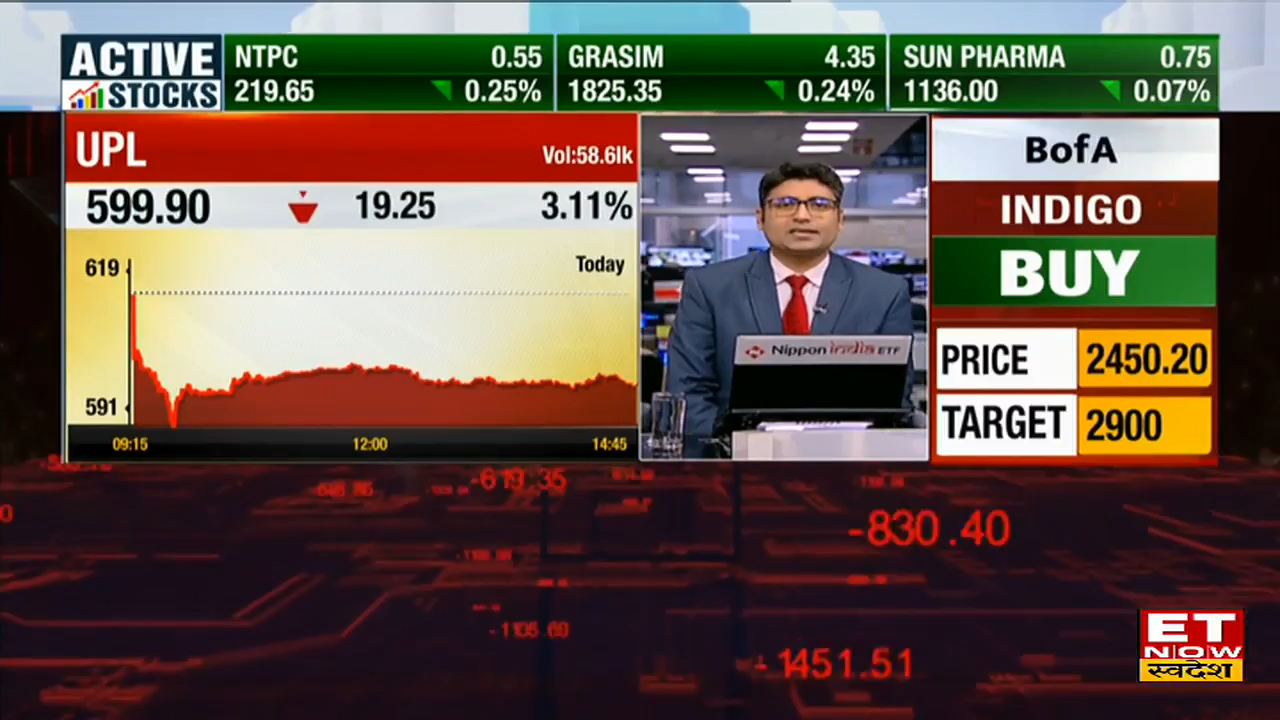 ACTIVE
STOCKS
NTPC 0.55
219.65 0.25%
GRASIM 4.35
1825.35 0.24%
SUN PHARMA 0.75
1136.00 0.07%
UPL Vol:58.6lk
599.90 19.25 3.11%
619
Today
591
09:15 12:00 14:45
Nippon india ETF
BofA
INDIGO
BUY
PRICE 2450.20
TARGET 2900
-619.35
-830.40
-1451.51
ET
NOW
स्वदेश